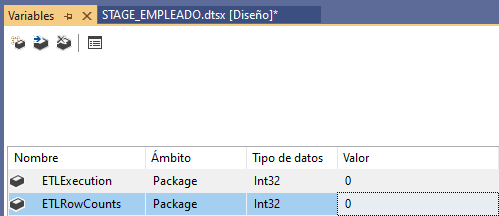 Variables
STAGE_EMPLEADO.dtsx [Diseño]*
Nombre Ámbito Tipo de datos Valor
ETLExecution Package Int32 0
ETLRowCounts Package Int32 0